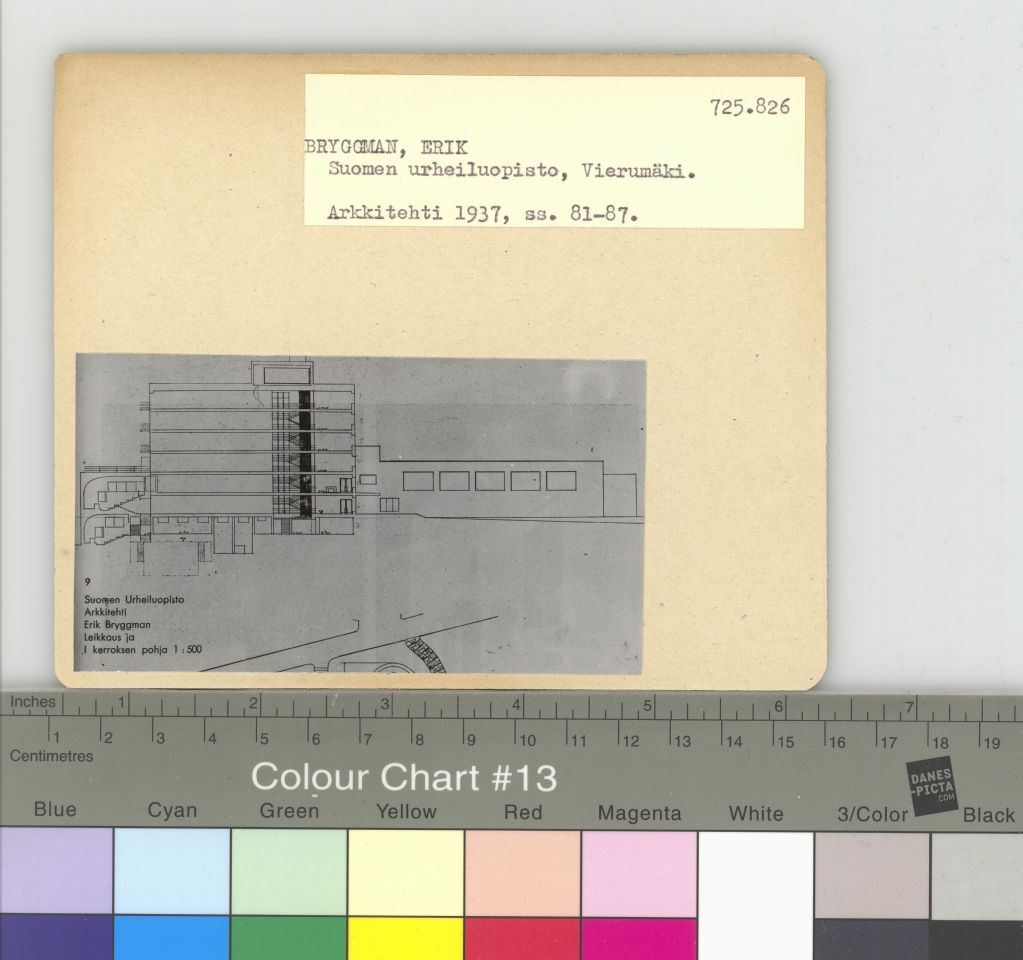 725.826
BRYGGMAN, ERIK
Suomen urheiluopisto, Vierumäki.
Arkkitehti 1937, ss. 81-87.
9
Suomen Urheiluopisto
Arkkitehti
Erik Bryggman
Leikkaus ja
I kerroksen pohja 1 : 500
Inches 1 2 3 4 5 6 7
1 2 3 4 5 6 7 8 9 10 11 12 13 14 15 16 17 18 19
Centimetres
Colour Chart #13
DANES
-PICTA
.COM
Blue Cyan Green Yellow Red Magenta White 3/Color Black